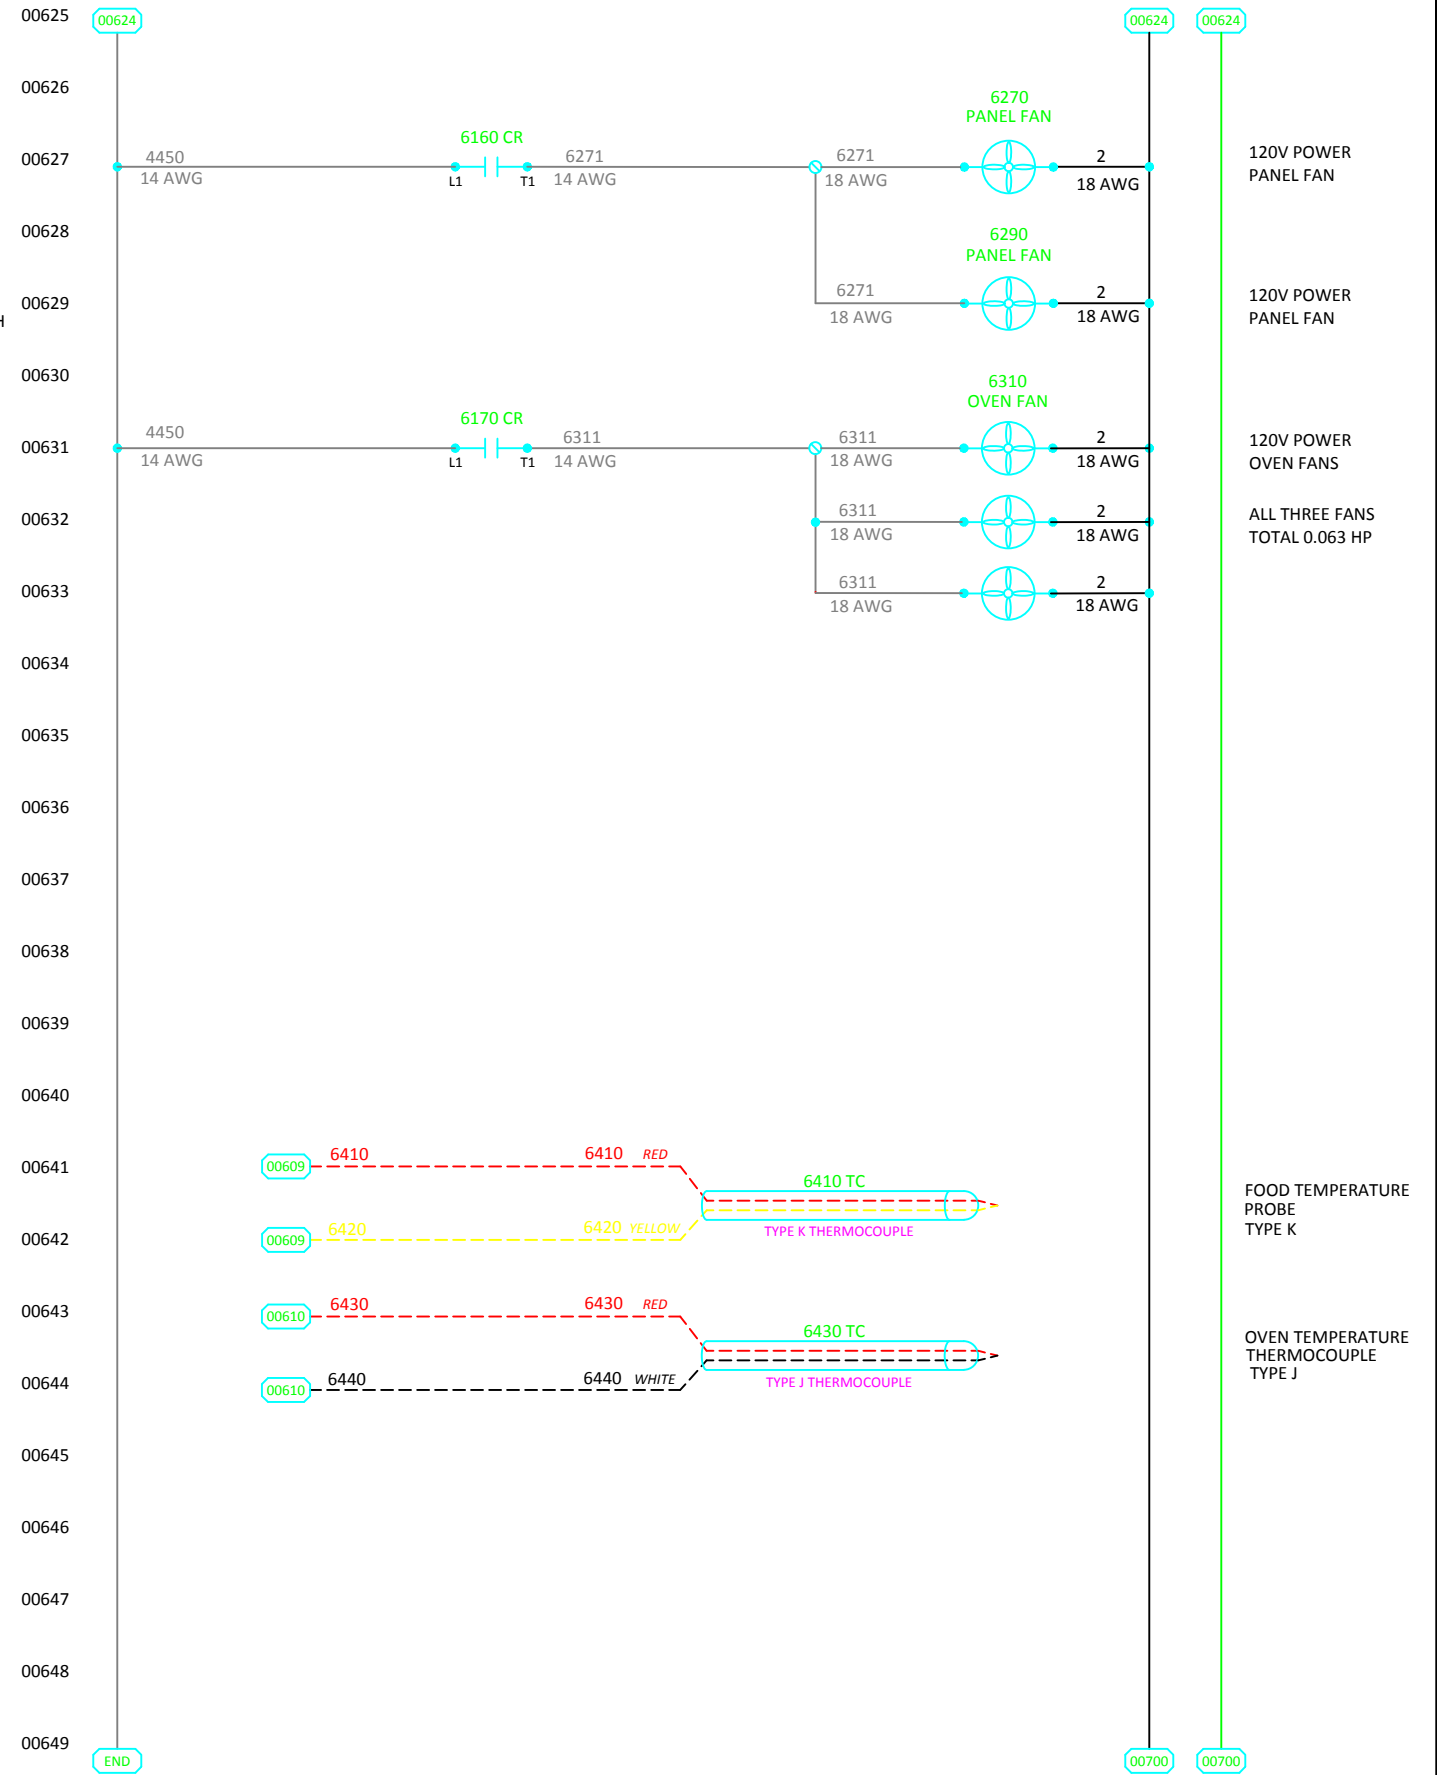 00625 00624 00624 00624
00626
6270
PANEL FAN
00627 4450 6160 CR 6271 6271 2 120V POWER
14 AWG L1 T1 14 AWG 18 AWG 18 AWG PANEL FAN
00628
6290
PANEL FAN
00629 6271 2 120V POWER
H 18 AWG 18 AWG PANEL FAN
00630
6310
OVEN FAN
00631 4450 6170 CR 6311 6311 2 120V POWER
14 AWG L1 T1 14 AWG 18 AWG 18 AWG OVEN FANS
00632 6311 2 ALL THREE FANS
18 AWG 18 AWG TOTAL 0.063 HP
00633 6311 2
18 AWG 18 AWG
00634
00635
00636
00637
00638
00639
00640
00641 00609 6410 6410 RED
6410 TC
TYPE K THERMOCOUPLE
FOOD TEMPERATURE
PROBE
TYPE K
00642 00609 6420 6420 YELLOW
00643 00610 6430 6430 RED
6430 TC
TYPE J THERMOCOUPLE
OVEN TEMPERATURE
THERMOCOUPLE
TYPE J
00644 00610 6440 6440 WHITE
00645
00646
00647
00648
00649
END 00700 00700